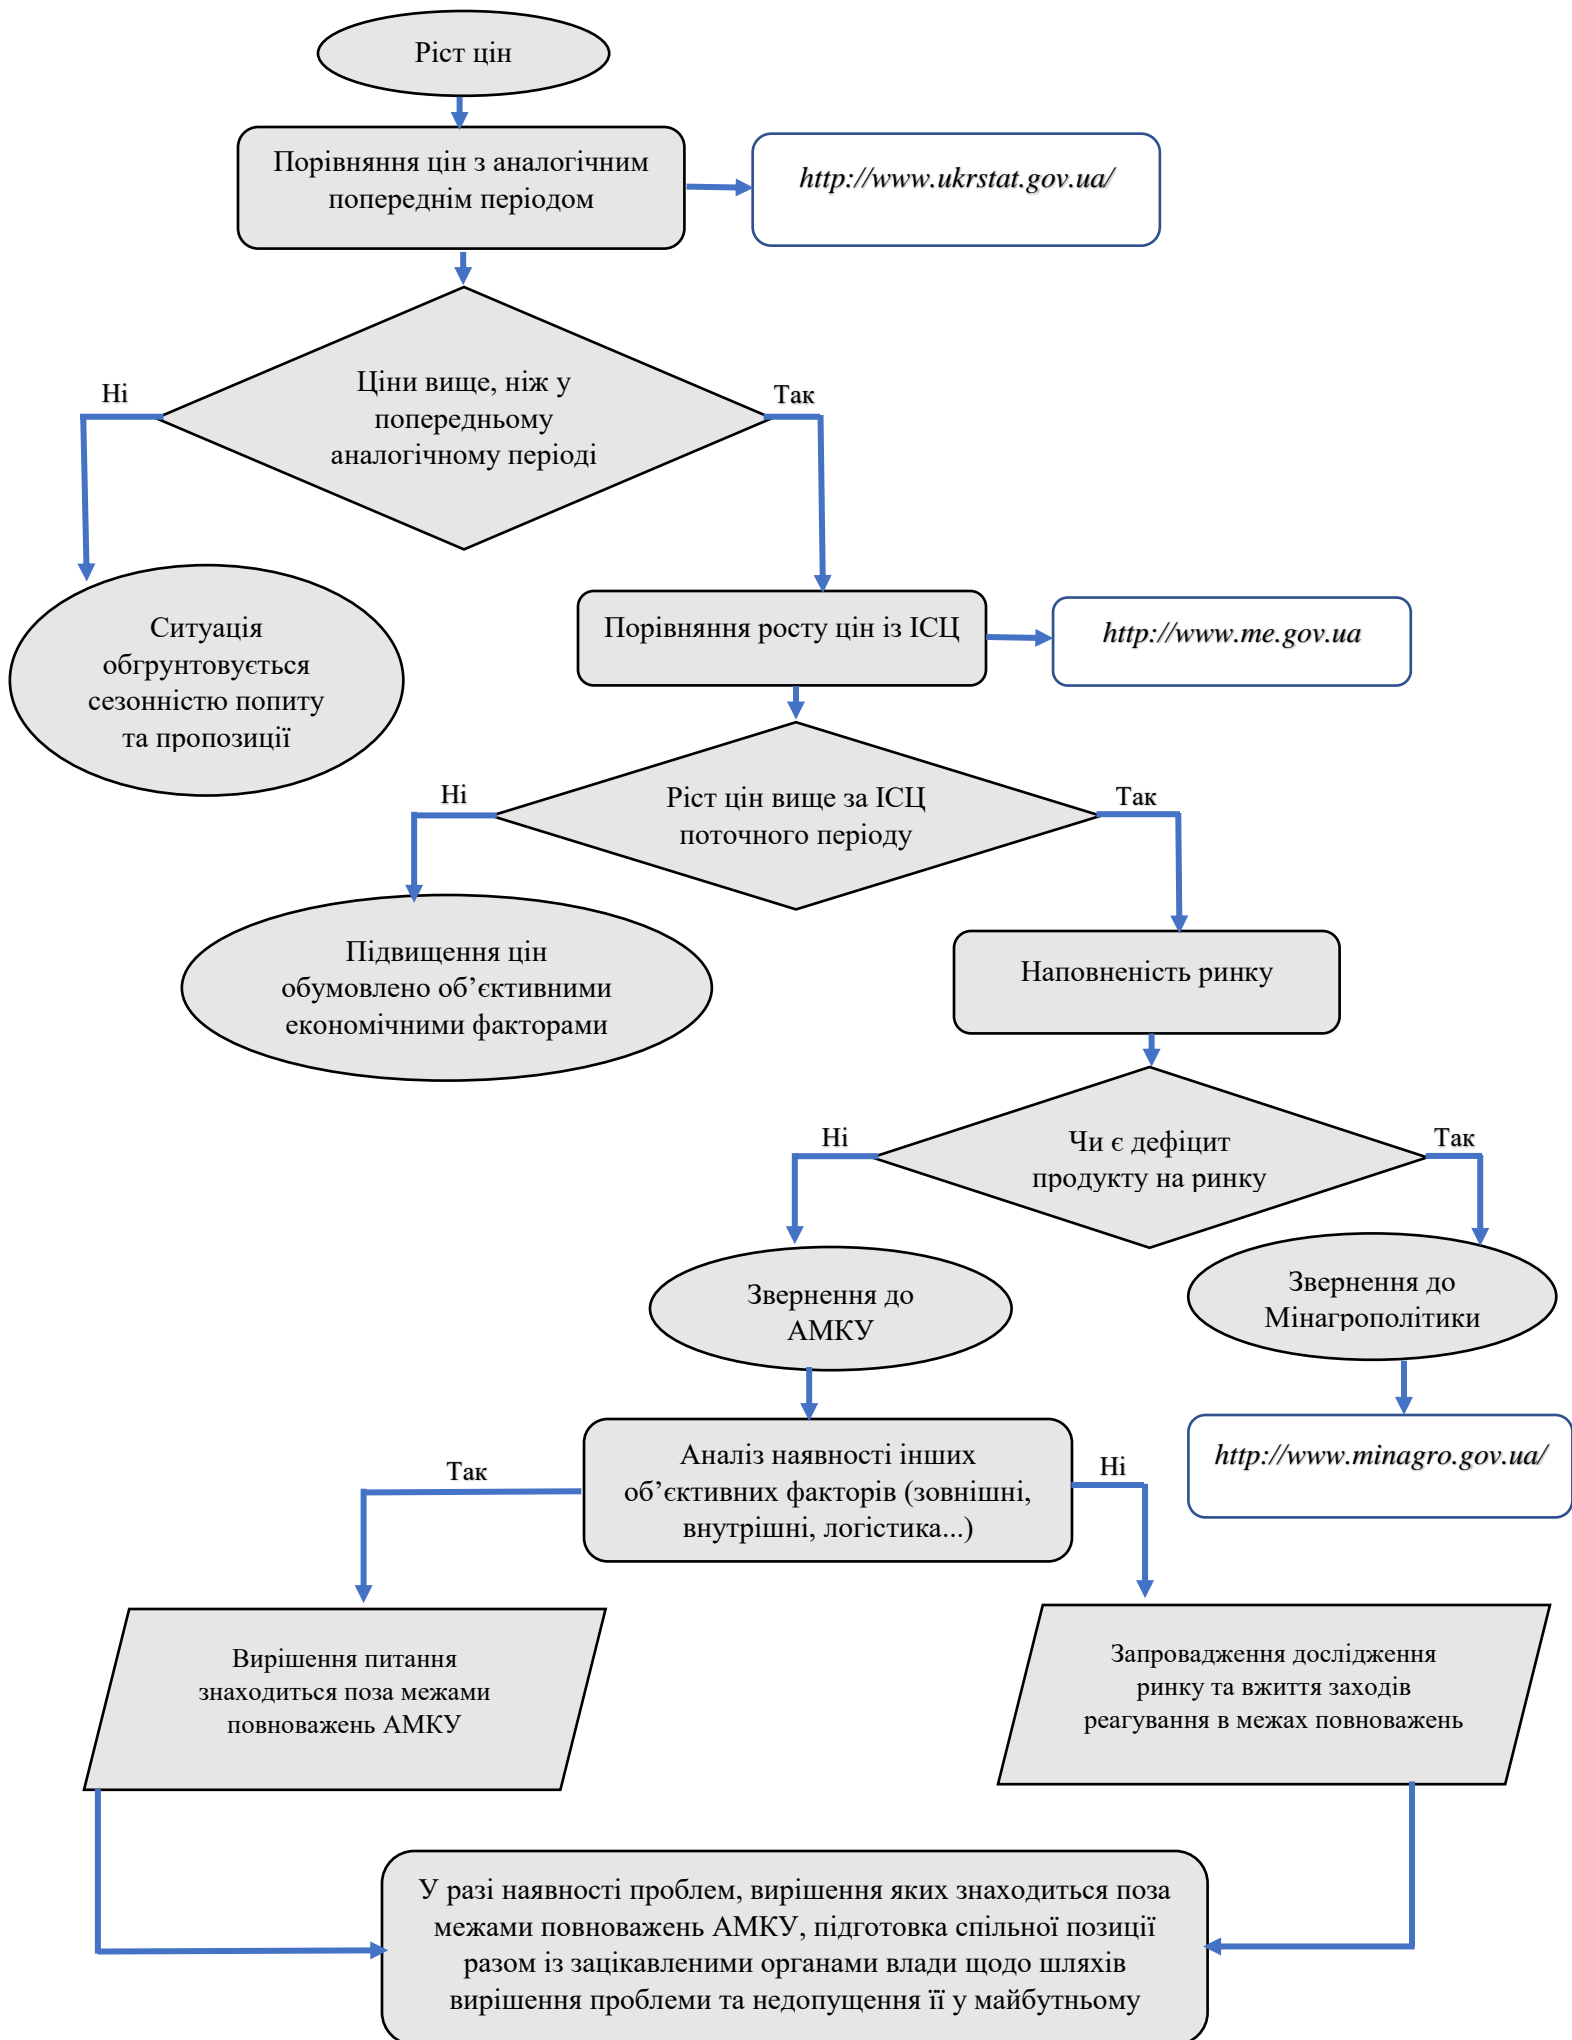 Ріст цін
Порівняння цін з аналогічним
попереднім періодом
http://www.ukrstat.gov.ua/
Ні
Ціни вище, ніж у
попередньому
аналогічному періоді
Так
Ситуація
обгрунтовується
сезонністю попиту
та пропозиції
Порівняння росту цін із ІСЦ
http://www.me.gov.ua
Ні
Ріст цін вище за ІСЦ
поточного періоду
Так
Підвищення цін
обумовлено об’єктивними
економічними факторами
Наповненість ринку
Ні
Чи є дефіцит
продукту на ринку
Так
Звернення до
АМКУ
Звернення до
Мінагрополітики
http://www.minagro.gov.ua/
Так
Аналіз наявності інших
об’єктивних факторів (зовнішні,
внутрішні, логістика...)
Ні
Вирішення питання
знаходиться поза межами
повноважень АМКУ
Запровадження дослідження
ринку та вжиття заходів
реагування в межах повноважень
У разі наявності проблем, вирішення яких знаходиться поза
межами повноважень АМКУ, підготовка спільної позиції
разом із зацікавленими органами влади щодо шляхів
вирішення проблеми та недопущення її у майбутньому